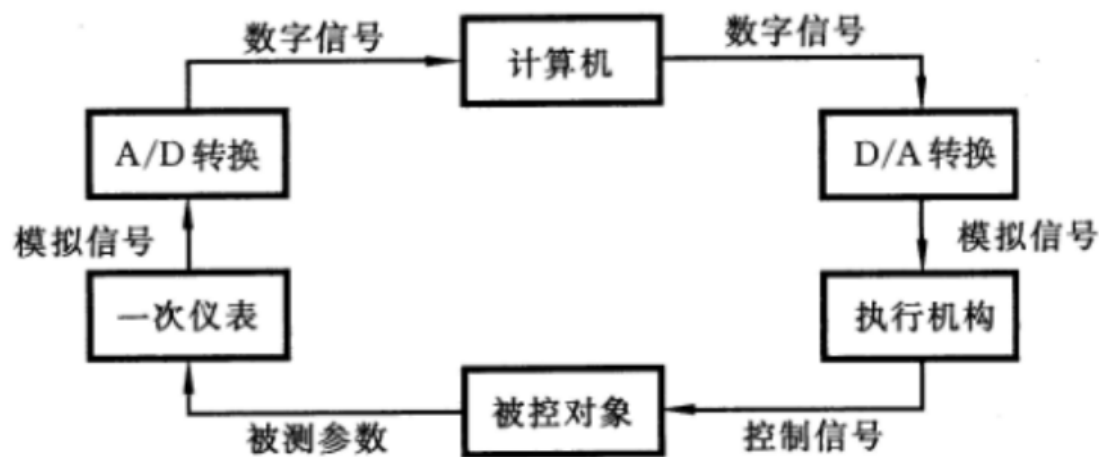 数字信号
计算机
数字信号
A/D 转换
D/A 转换
模拟信号
模拟信号
一次仪表
执行机构
被控对象
被测参数
控制信号